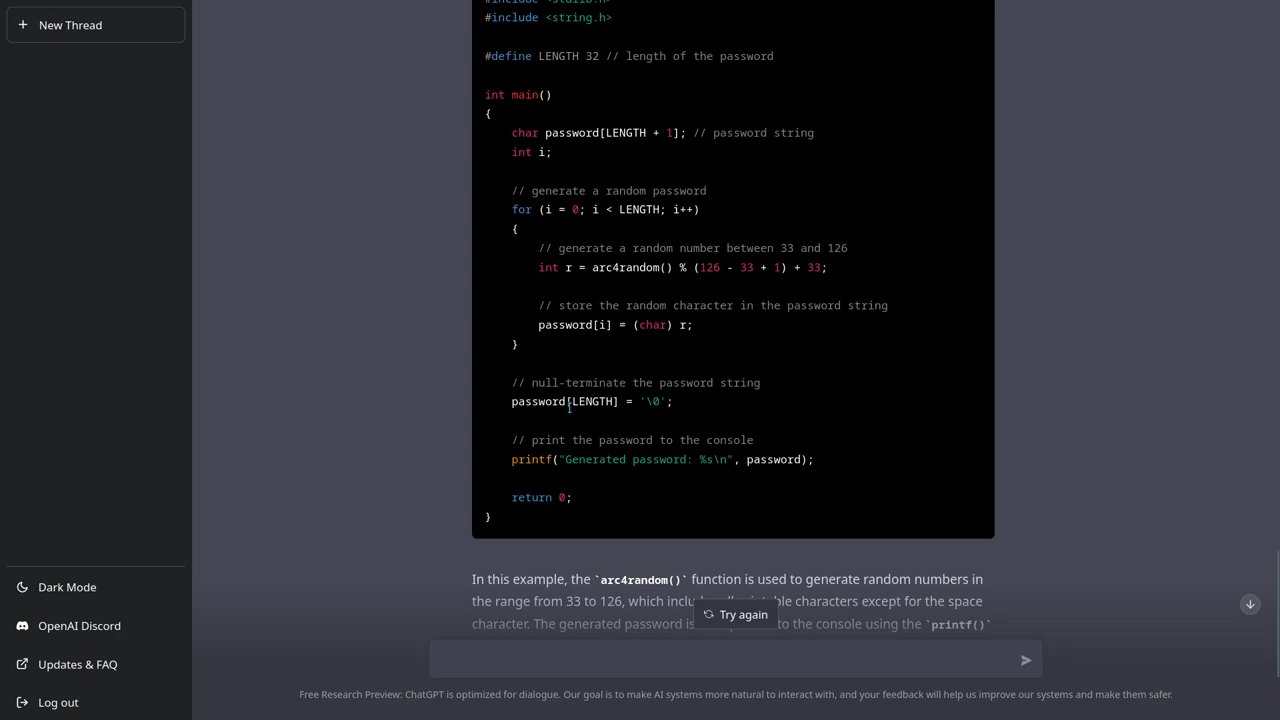 New Thread
#include <stdlib.h>
#include <string.h>
#define LENGTH 32 // length of the password
int main()
{
char password[LENGTH + 1]; // password string
int i;
// generate a random password
for (i = 0; i < LENGTH; i++)
{
// generate a random number between 33 and 126
int r = arc4random() % (126 - 33 + 1) + 33;
// store the random character in the password string
password[i] = (char) r;
}
// null-terminate the password string
password[LENGTH] = '\0';
// print the password to the console
printf("Generated password: %s\n", password);
return 0;
}
In this example, the `arc4random()` function is used to generate random numbers in
the range from 33 to 126, which characters except for the space
character. The generated password is to the console using the `printf()`
Try again
Dark Mode
OpenAI Discord
Updates & FAQ
Log out
Free Research Preview: ChatGPT is optimized for dialogue. Our goal is to make AI systems more natural to interact with, and your feedback will help us improve our systems and make them safer.